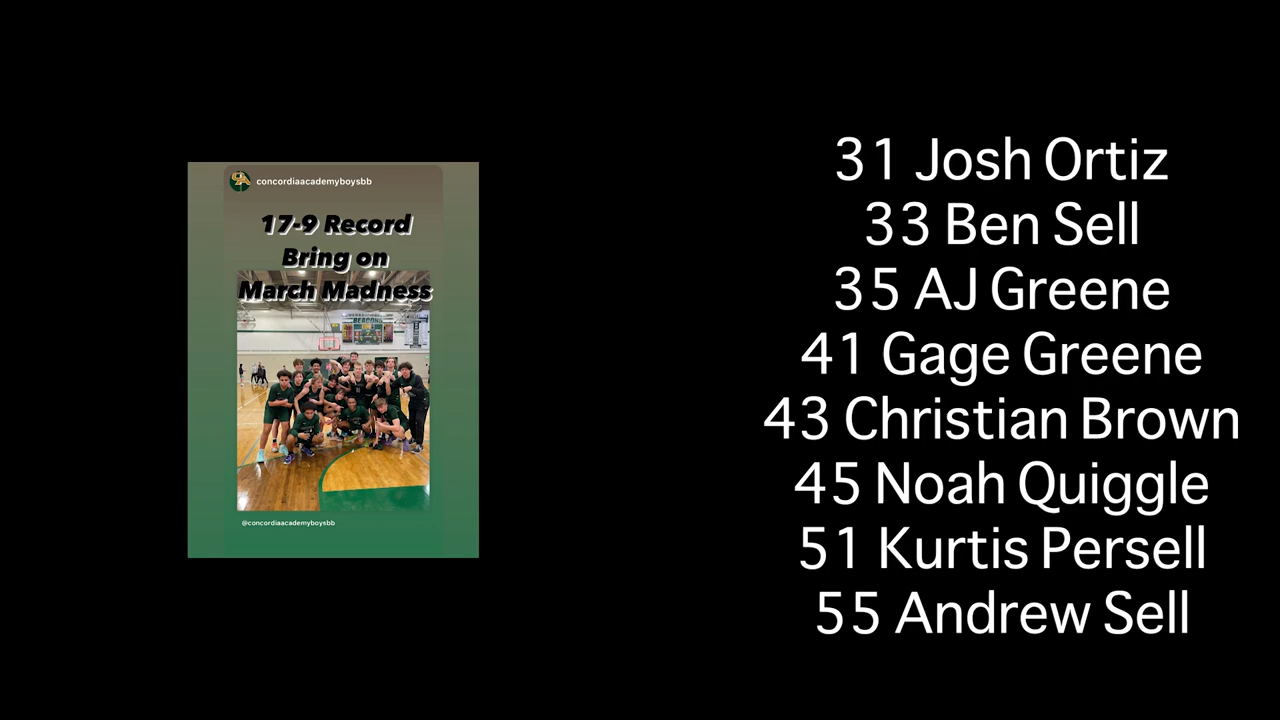 concordiaacademyboysbb
17-9 Record
Bring on
March Madness
BEACONS
@concordiaacademyboysbb
31 Josh Ortiz
33 Ben Sell
35 AJ Greene
41 Gage Greene
43 Christian Brown
45 Noah Quiggle
51 Kurtis Persell
55 Andrew Sell